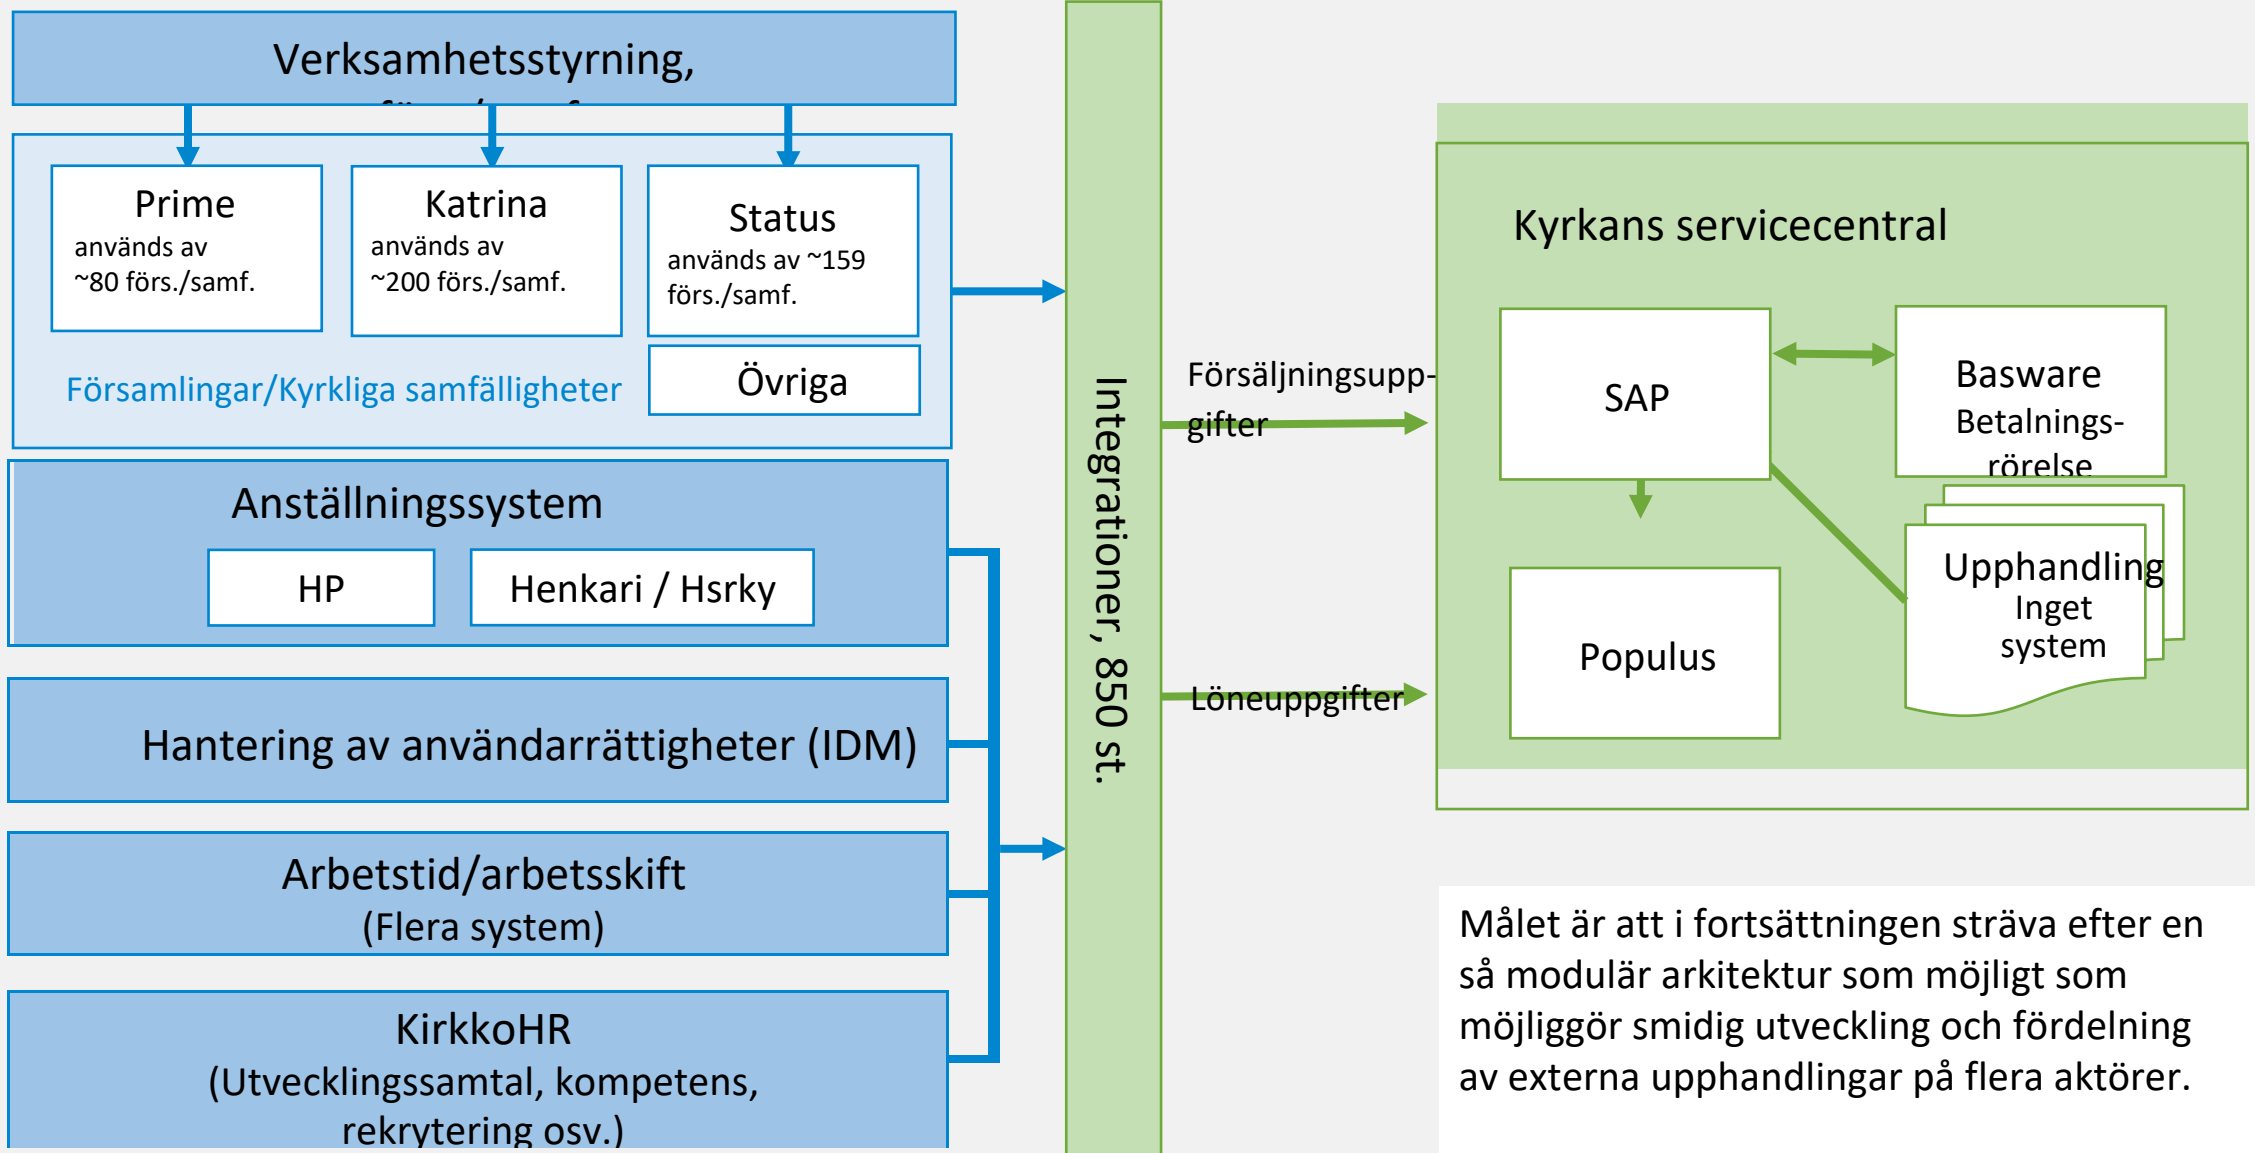 Verksamhetsstyrning,
Prime
används av
~80 förs./samf.
Katrina
används av
~200 förs./samf.
Status
används av ~159
förs./samf.
Övriga
Församlingar/Kyrkliga samfälligheter
Anställningssystem
HP
Henkari / Hsrky
Hantering av användarrättigheter (IDM)
Arbetstid/arbetsskift
(Flera system)
KirkkoHR
(Utvecklingssamtal, kompetens,
rekrytering osv.)
Integrationer, 850 st.
Försäljningsupp-
gifter
Löneuppgifter
Kyrkans servicecentral
SAP
Basware
Betalnings-
rörelse
Populus
Upphandling
Inget
system
Målet är att i fortsättningen sträva efter en
så modulär arkitektur som möjligt som
möjliggör smidig utveckling och fördelning
av externa upphandlingar på flera aktörer.